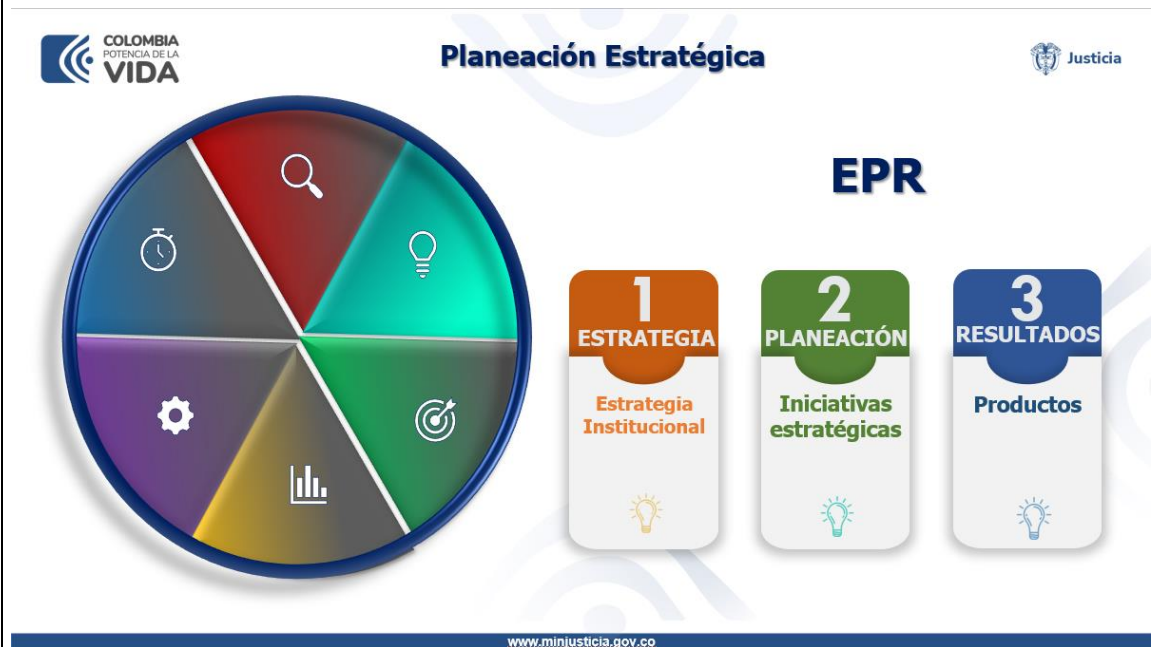 COLOMBIA
POTENCIA DE LA
VIDA
Planeación Estratégica
Justicia
EPR
1
ESTRATEGIA
Estrategia
Institucional
2
PLANEACIÓN
Iniciativas
estratégicas
3
RESULTADOS
Productos
www.minjusticia.gov.co